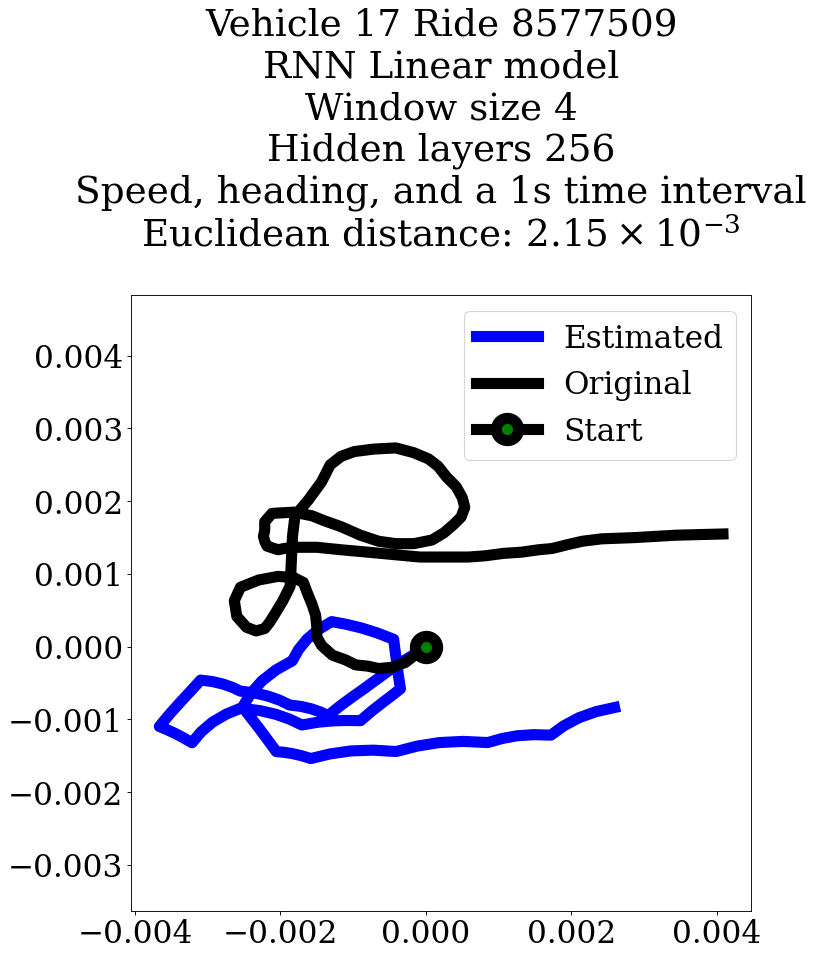 Vehicle 17 Ride 8577509
RNN Linear model
Window size 4
Hidden layers 256
Speed, heading, and a 1s time interval
Euclidean distance: 2.15 × 10⁻³
Estimated
Original
Start
0.004
0.003
0.002
0.001
0.000
−0.001
−0.002
−0.003
−0.004 −0.002 0.000 0.002 0.004